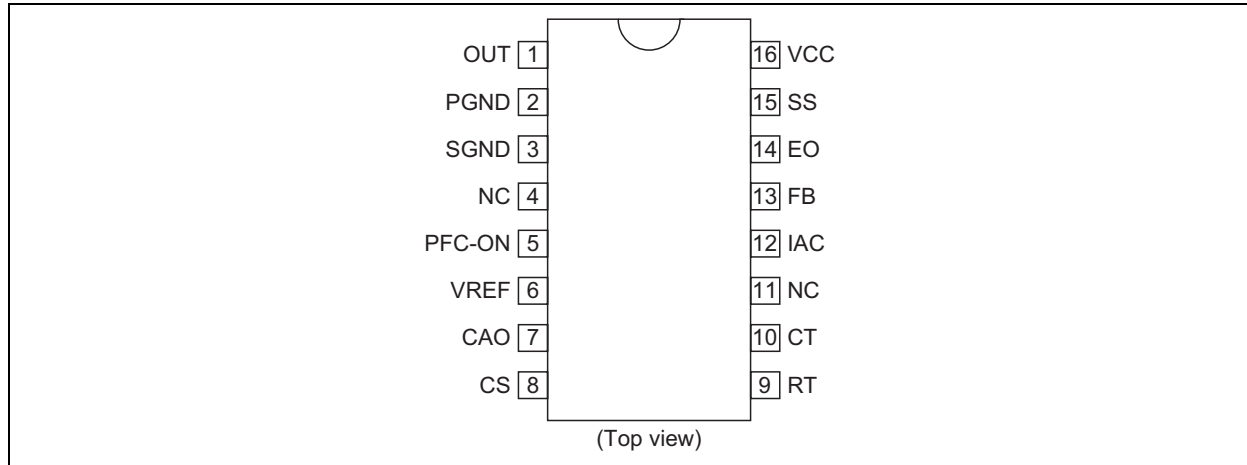 OUT 1 16 VCC
PGND 2 15 SS
SGND 3 14 EO
NC 4 13 FB
PFC-ON 5 12 IAC
VREF 6 11 NC
CAO 7 10 CT
CS 8 9 RT
(Top view)